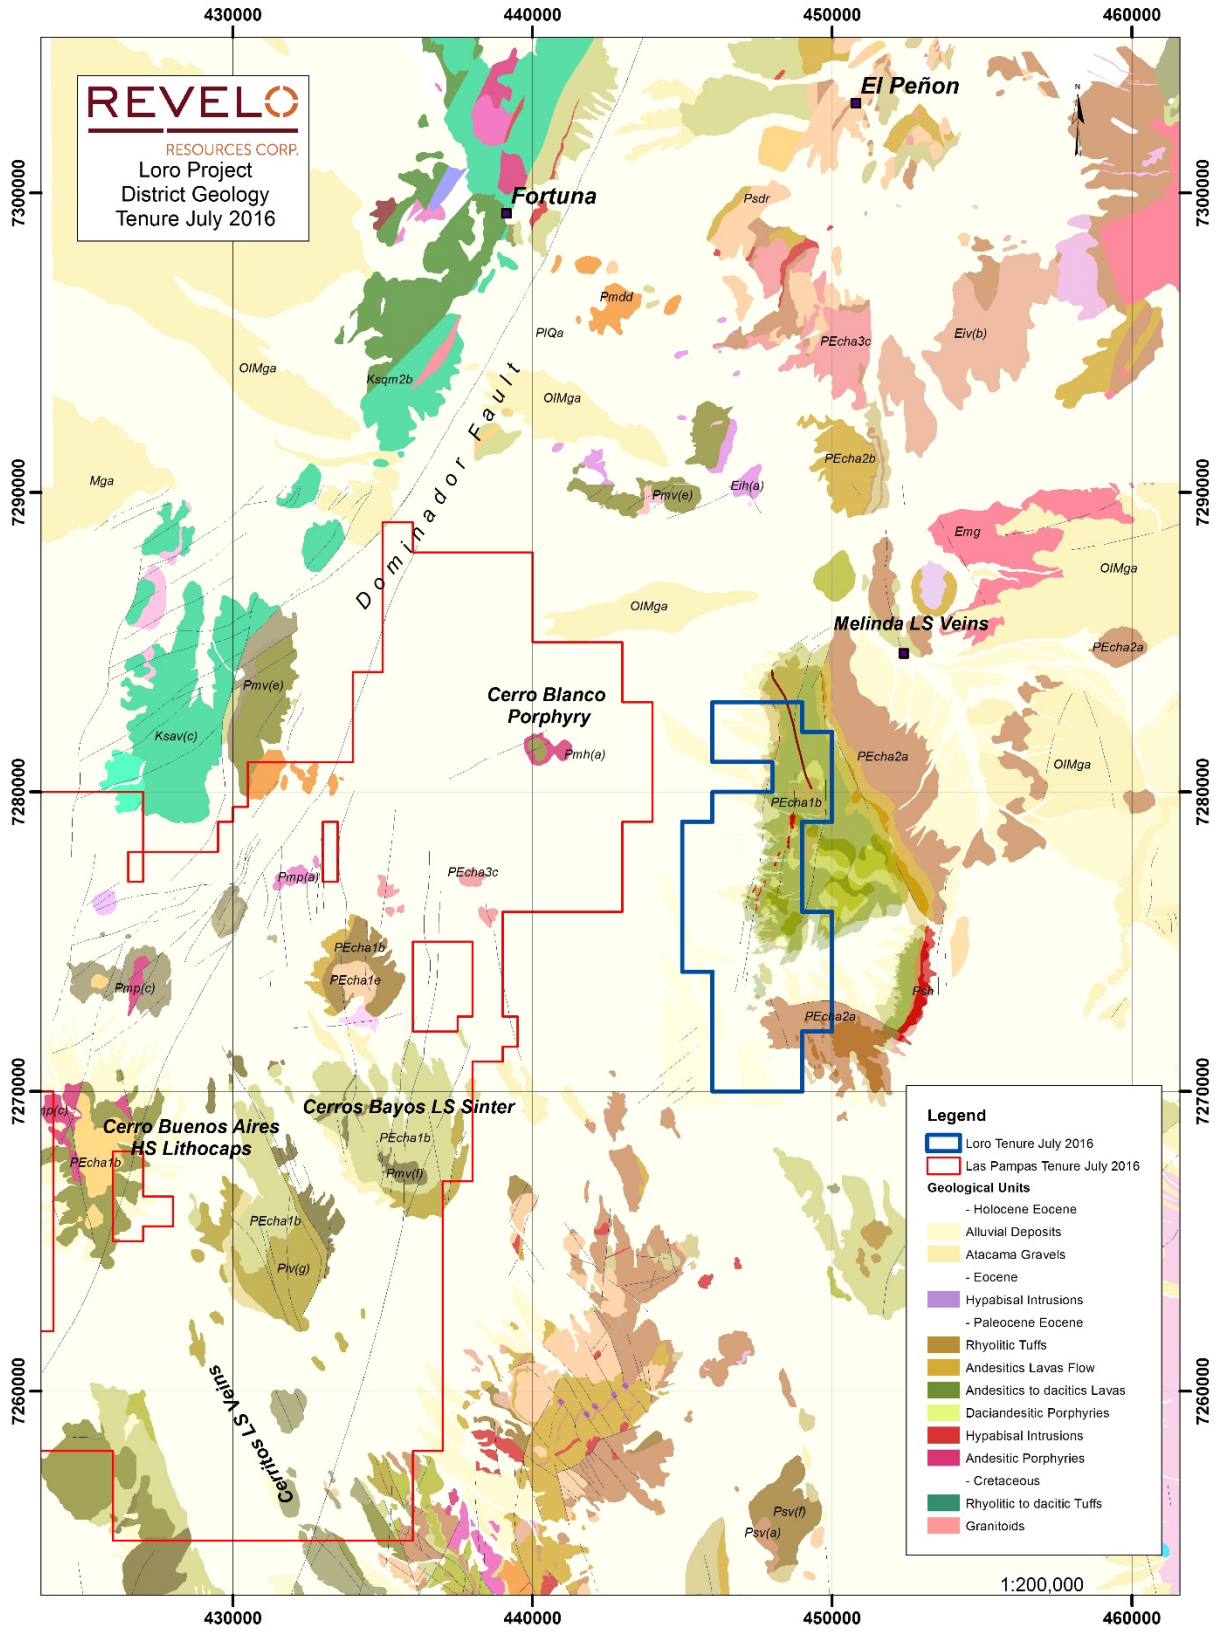 430000
440000
450000
460000
REVELO
RESOURCES CORP.
Loro Project
District Geology
Tenure July 2016
El Peñon
N
7300000
7300000
Fortuna
Psdr
Pmdd
PlQa
PEcha3c
Eiv(b)
OlMga
Ksqm2b
OlMga
Dominador Fault
PEcha2b
Mga
7290000
7290000
Pmv(e)
Eih(a)
Emg
OlMga
OlMga
Melinda LS Veins
PEcha2a
Pmv(e)
Cerro Blanco
Porphyry
Ksav(c)
Pmh(a)
PEcha2a
OlMga
7280000
7280000
PEcha1b
Pmp(a)
PEcha3c
PEcha1b
PEcha1e
Pmp(c)
Psh
PEcha2a
7270000
7270000
mp(c)
Cerros Bayos LS Sinter
Cerro Buenos Aires
HS Lithocaps
PEcha1b
PEcha1b
Pmv(f)
PEcha1b
Piv(g)
7260000
7260000
Cerritos LS Veins
Psv(f)
Psv(a)
Legend
Loro Tenure July 2016
Las Pampas Tenure July 2016
Geological Units
- Holocene Eocene
Alluvial Deposits
Atacama Gravels
- Eocene
Hypabisal Intrusions
- Paleocene Eocene
Rhyolitic Tuffs
Andesitics Lavas Flow
Andesitics to dacitics Lavas
Daciandesitic Porphyries
Hypabisal Intrusions
Andesitic Porphyries
- Cretaceous
Rhyolitic to dacitic Tuffs
Granitoids
1:200,000
430000
440000
450000
460000